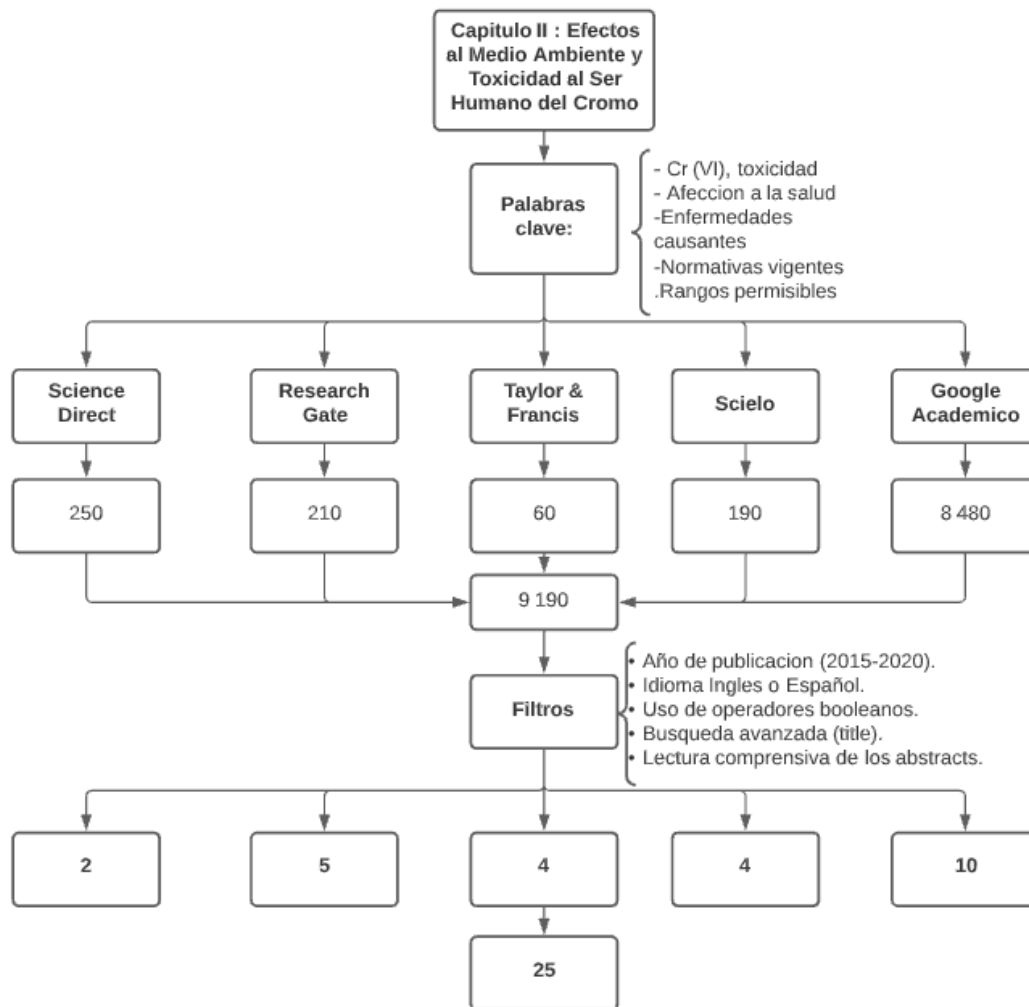 Capitulo II : Efectos
al Medio Ambiente y
Toxicidad al Ser
Humano del Cromo
Palabras
clave:
- Cr (VI), toxicidad
- Afeccion a la salud
-Enfermedades
causantes
-Normativas vigentes
.Rangos permisibles
Science
Direct
Research
Gate
Taylor &
Francis
Scielo
Google
Academico
250
210
60
190
8 480
9 190
Filtros
• Año de publicacion (2015-2020).
• Idioma Ingles o Español.
• Uso de operadores booleanos.
• Busqueda avanzada (title).
• Lectura comprensiva de los abstracts.
2
5
4
4
10
25